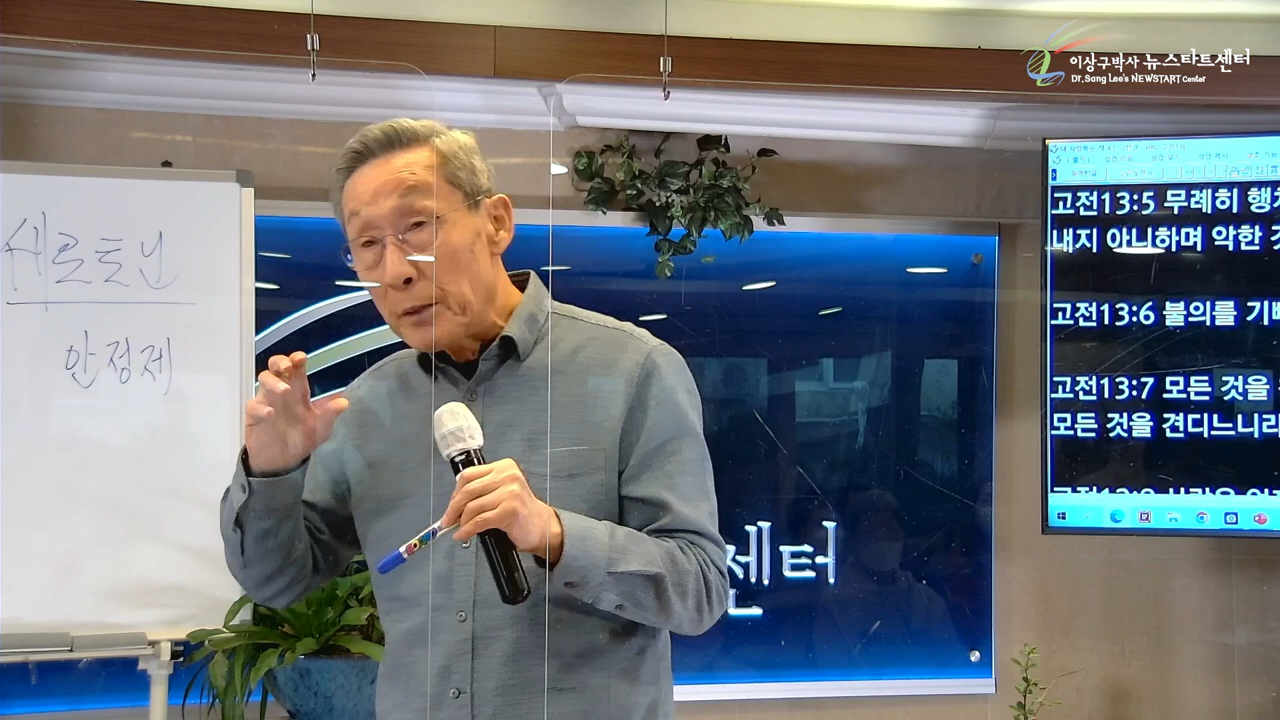 이상구박사 뉴스타트센터
Dr. Sang Lee's NEWSTART Center
세로토닌
안정제
고전13:5 무례히 행치
내지 아니하며 악한 것
고전13:6 불의를 기뻐
고전13:7 모든 것을
모든 것을 견디느니라
센터